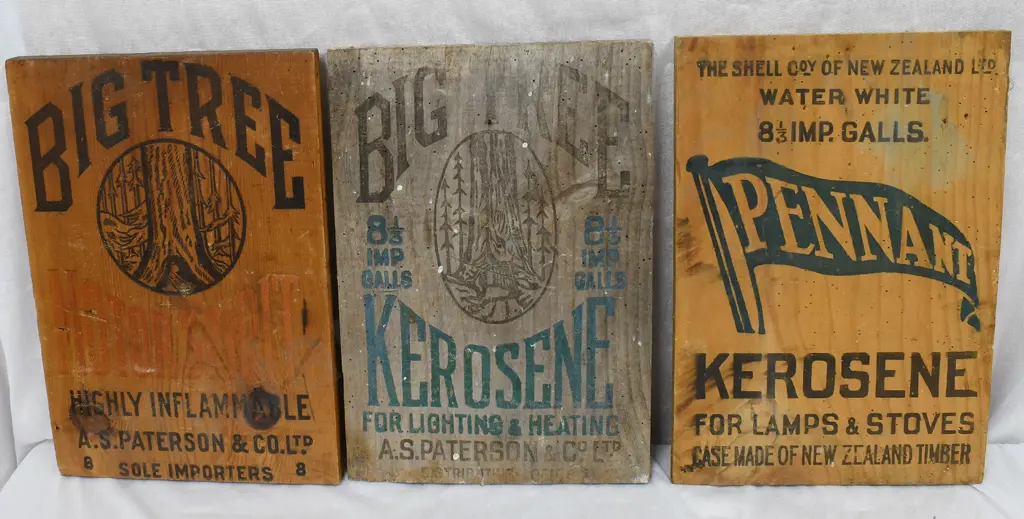 BIG TREE
HIGHLY INFLAMMABLE
A.S. PATERSON & CO. LTD
8 SOLE IMPORTERS 8
BIG TREE
8⅓ IMP GALLS
8⅓ IMP GALLS
KEROSENE
FOR LIGHTING & HEATING
A.S. PATERSON & CO LTD
THE SHELL COY OF NEW ZEALAND LTD
WATER WHITE
8⅓ IMP. GALLS.
PENNANT
KEROSENE
FOR LAMPS & STOVES
CASE MADE OF NEW ZEALAND TIMBER